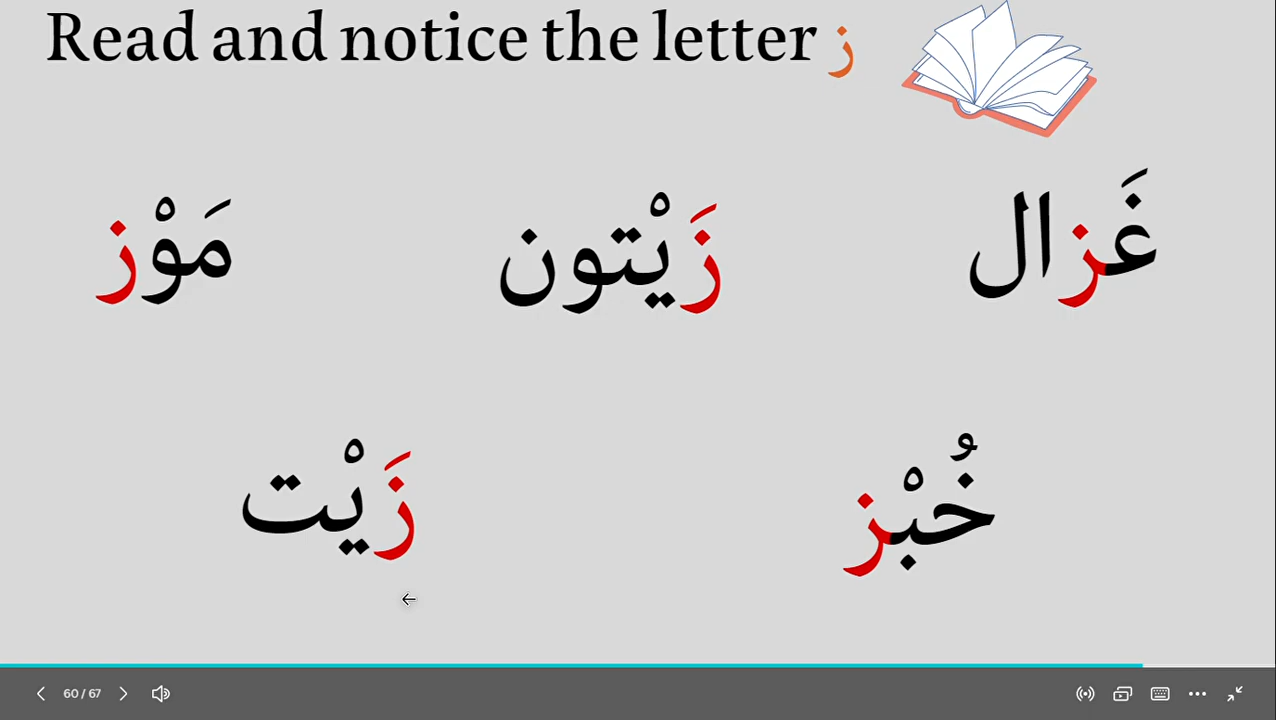 Read and notice the letter ز
غَزال زَيْتون مَوْز
خُبْز زَيْت
60 / 67